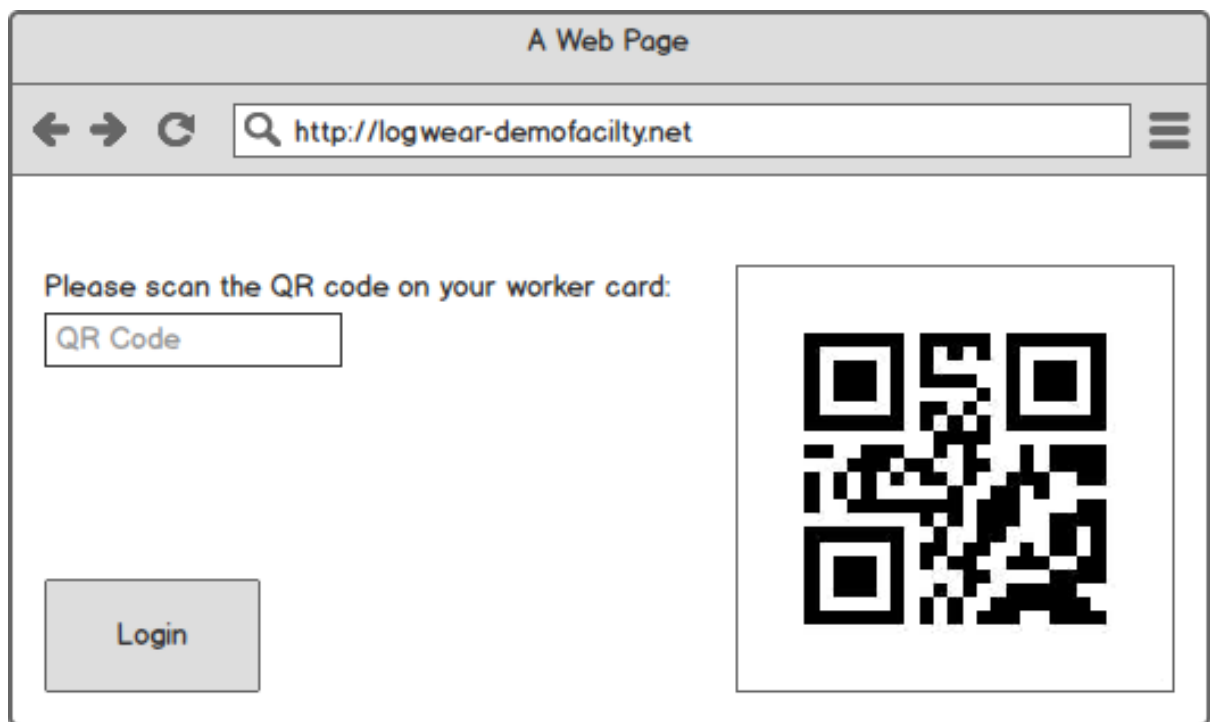 A Web Page
http://logwear-demofacilty.net
Please scan the QR code on your worker card:
QR Code
Login